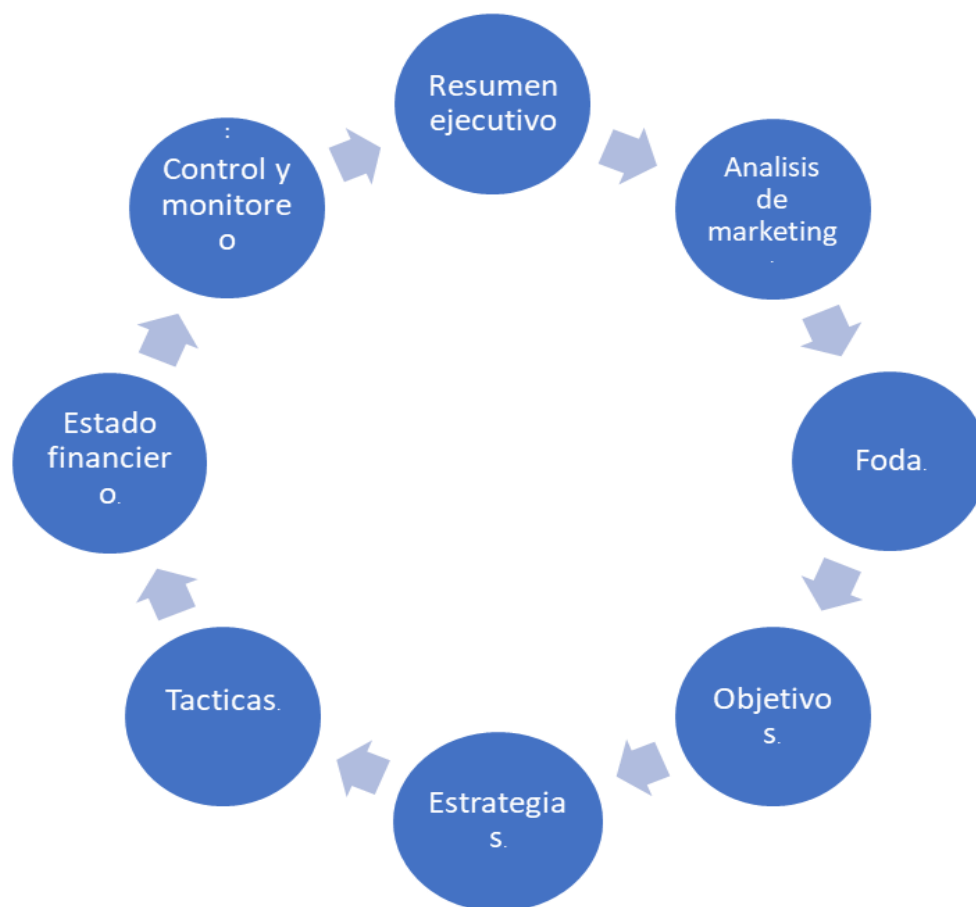 Resumen
ejecutivo
Analisis
de
marketing
.
Foda.
Objetivo
s.
Estrategia
s.
Tacticas.
Estado
financier
o.
:
Control y
monitore
o